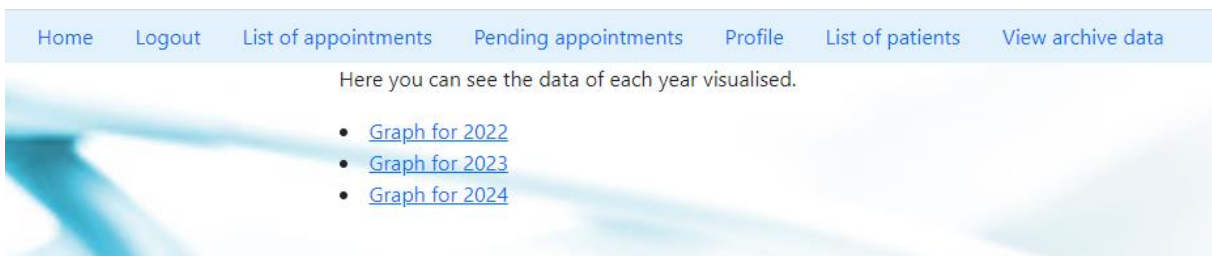 Home Logout List of appointments Pending appointments Profile List of patients View archive data
Here you can see the data of each year visualised.
• Graph for 2022
• Graph for 2023
• Graph for 2024